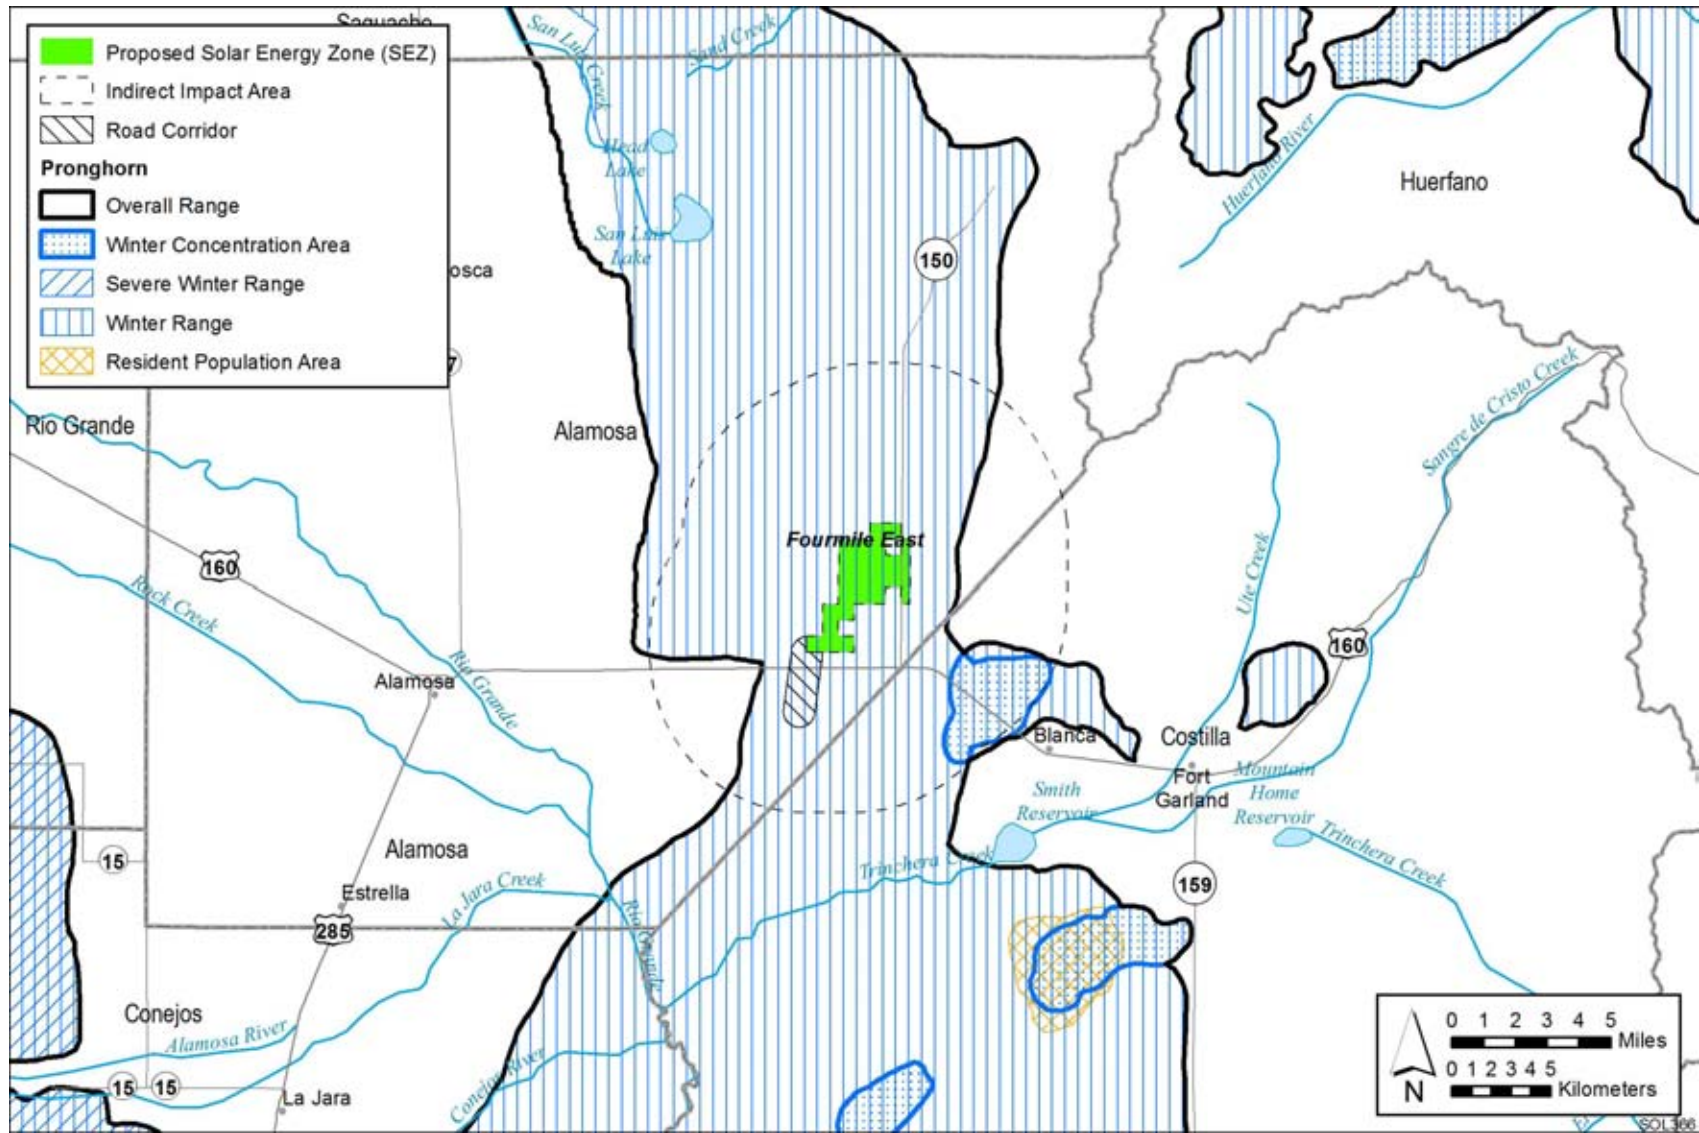 Saguache
Proposed Solar Energy Zone (SEZ)
Indirect Impact Area
Road Corridor
Pronghorn
Overall Range
Winter Concentration Area
Severe Winter Range
Winter Range
Resident Population Area
San Luis Creek
Sand Creek
Head
Lake
San Luis
Lake
osca
7
150
Huerfano River
Huerfano
Rio Grande
Alamosa
Sangre de Cristo Creek
Fourmile East
160
Rock Creek
Ute Creek
160
Alamosa
Rio Grande
Blanca
Costilla
Fort
Garland
Smith
Reservoir
Mountain
Home
Reservoir
Trinchera Creek
Trinchera Creek
15
Alamosa
Estrella
La Jara Creek
285
Rio Grande
159
Conejos
Alamosa River
Conejos River
15
15
La Jara
0 1 2 3 4 5
Miles
0 1 2 3 4 5
Kilometers
N
SOL366